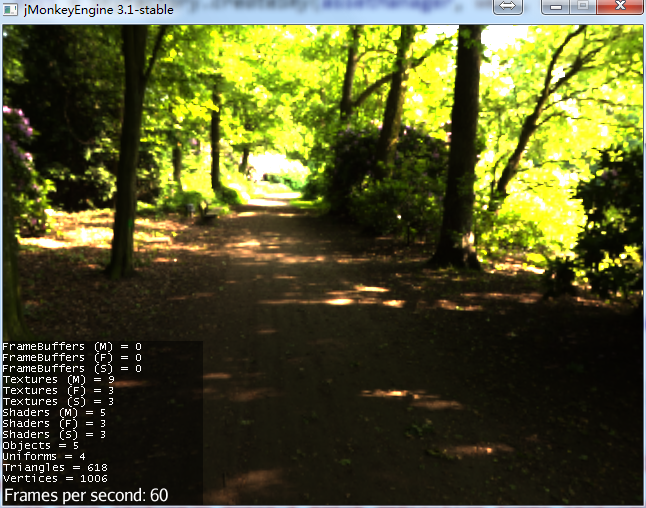 jMonkeyEngine 3.1-stable
FrameBuffers (M) = 0
FrameBuffers (F) = 0
FrameBuffers (S) = 0
Textures (M) = 9
Textures (F) = 3
Textures (S) = 3
Shaders (M) = 5
Shaders (F) = 3
Shaders (S) = 3
Objects = 5
Uniforms = 4
Triangles = 618
Vertices = 1006
Frames per second: 60